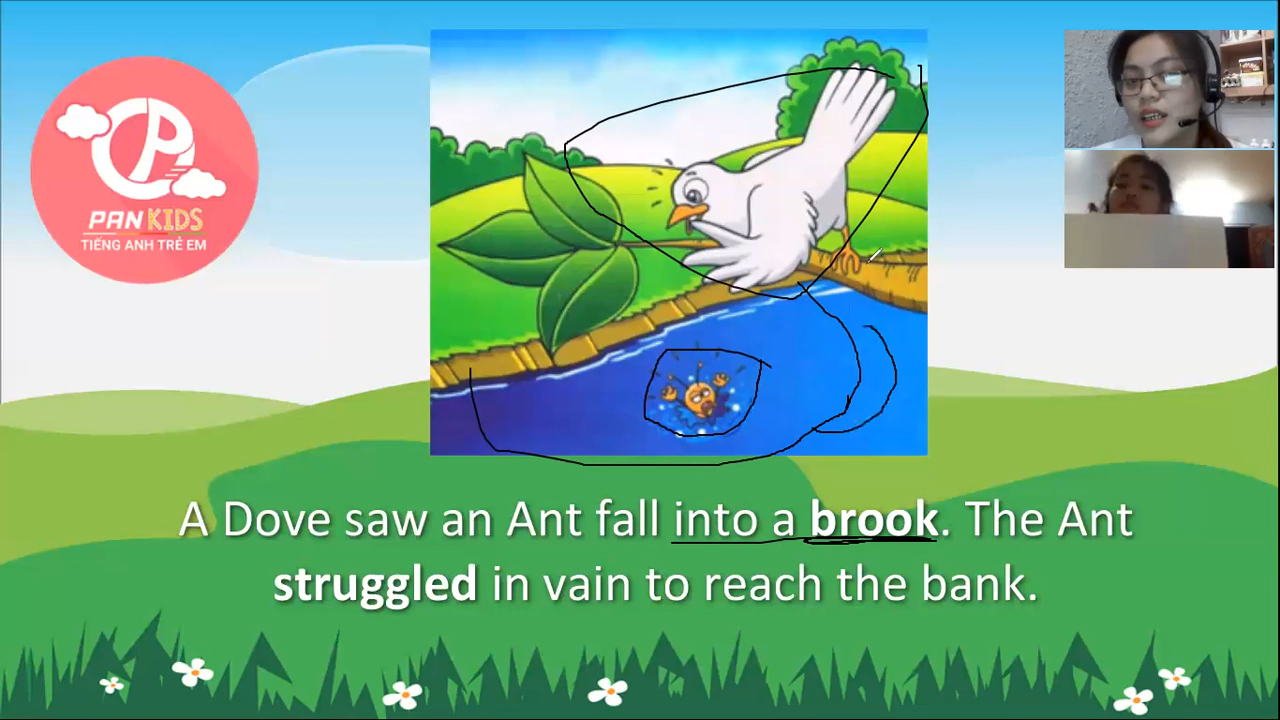 PAN KIDS
TIẾNG ANH TRẺ EM
A Dove saw an Ant fall into a brook. The Ant
struggled in vain to reach the bank.